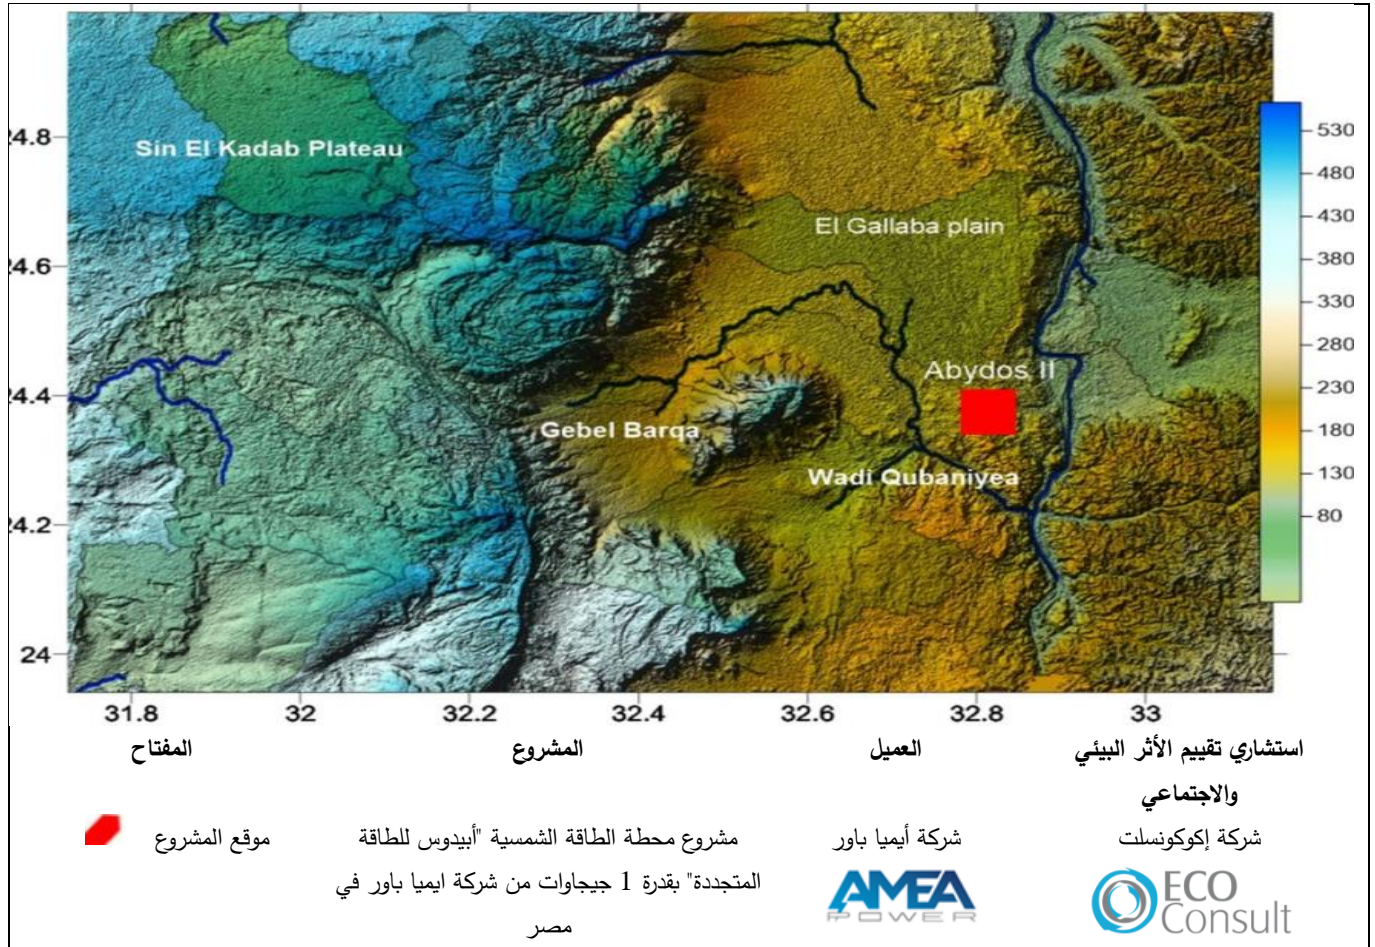 24.8
24.6
24.4
24.2
24
Sin El Kadab Plateau
El Gallaba plain
Abydos II
Gebel Barqa
Wadi Qubaniyea
530
480
430
380
330
280
230
180
130
80
31.8 32 32.2 32.4 32.6 32.8 33
استشاري تقييم الأثر البيئي
والاجتماعي
شركة إكوكونسلت
ECO
Consult
العميل
شركة أيميا باور
AMEA
POWER
المشروع
مشروع محطة الطاقة الشمسية "أبيدوس للطاقة
المتجددة" بقدرة 1 جيجاوات من شركة ايميا باور في
مصر
المفتاح
موقع المشروع